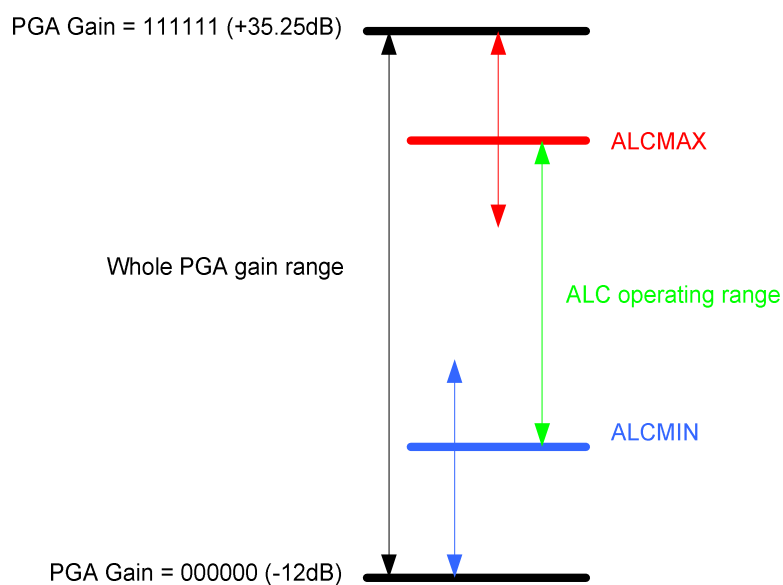 PGA Gain = 111111 (+35.25dB)
ALCMAX
Whole PGA gain range
ALC operating range
ALCMIN
PGA Gain = 000000 (-12dB)